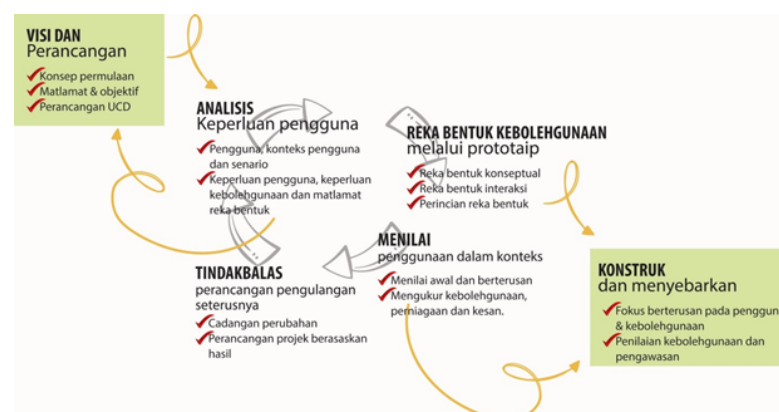 VISI DAN
Perancangan
Konsep permulaan
Matlamat & objektif
Perancangan UCD
ANALISIS
Keperluan pengguna
Pengguna, konteks pengguna
dan senario
Keperluan pengguna, keperluan
kebolehgunaan dan matlamat
reka bentuk
REKA BENTUK KEBOLEHGUNAAN
melalui prototaip
Reka bentuk konseptual
Reka bentuk interaksi
Perincian reka bentuk
MENILAI
penggunaan dalam konteks
Menilai awal dan berterusan
Mengukur kebolehgunaan,
perniagaan dan kesan.
TINDAKBALAS
perancangan pengulangan
seterusnya
Cadangan perubahan
Perancangan projek berasaskan
hasil
KONSTRUK
dan menyebarkan
Fokus berterusan pada penggun
& kebolehgunaan
Penilaian kebolehgunaan dan
pengawasan